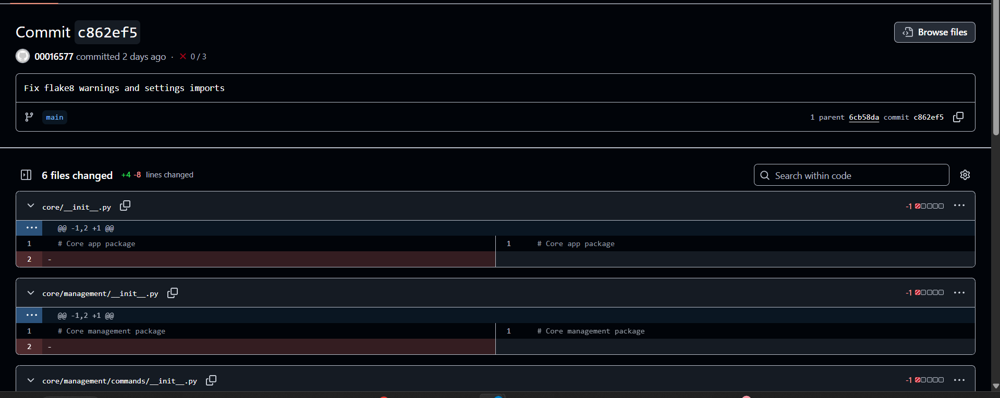 Commit c862ef5
Browse files
00016577 committed 2 days ago · 0 / 3
Fix flake8 warnings and settings imports
main
1 parent 6cb58da commit c862ef5
6 files changed +4 -8 lines changed
Search within code
core/__init__.py
-1
@@ -1,2 +1 @@
1 # Core app package 1 # Core app package
2 -
core/management/__init__.py
-1
@@ -1,2 +1 @@
1 # Core management package 1 # Core management package
2 -
core/management/commands/__init__.py
-1